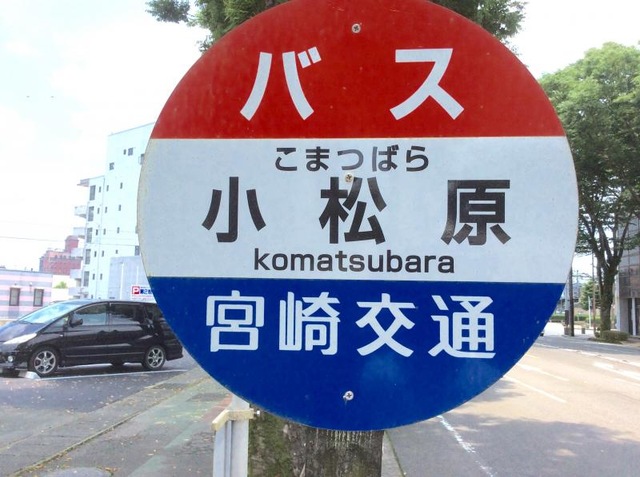 バス
こまつばら
小松原
komatsubara
宮崎交通
P